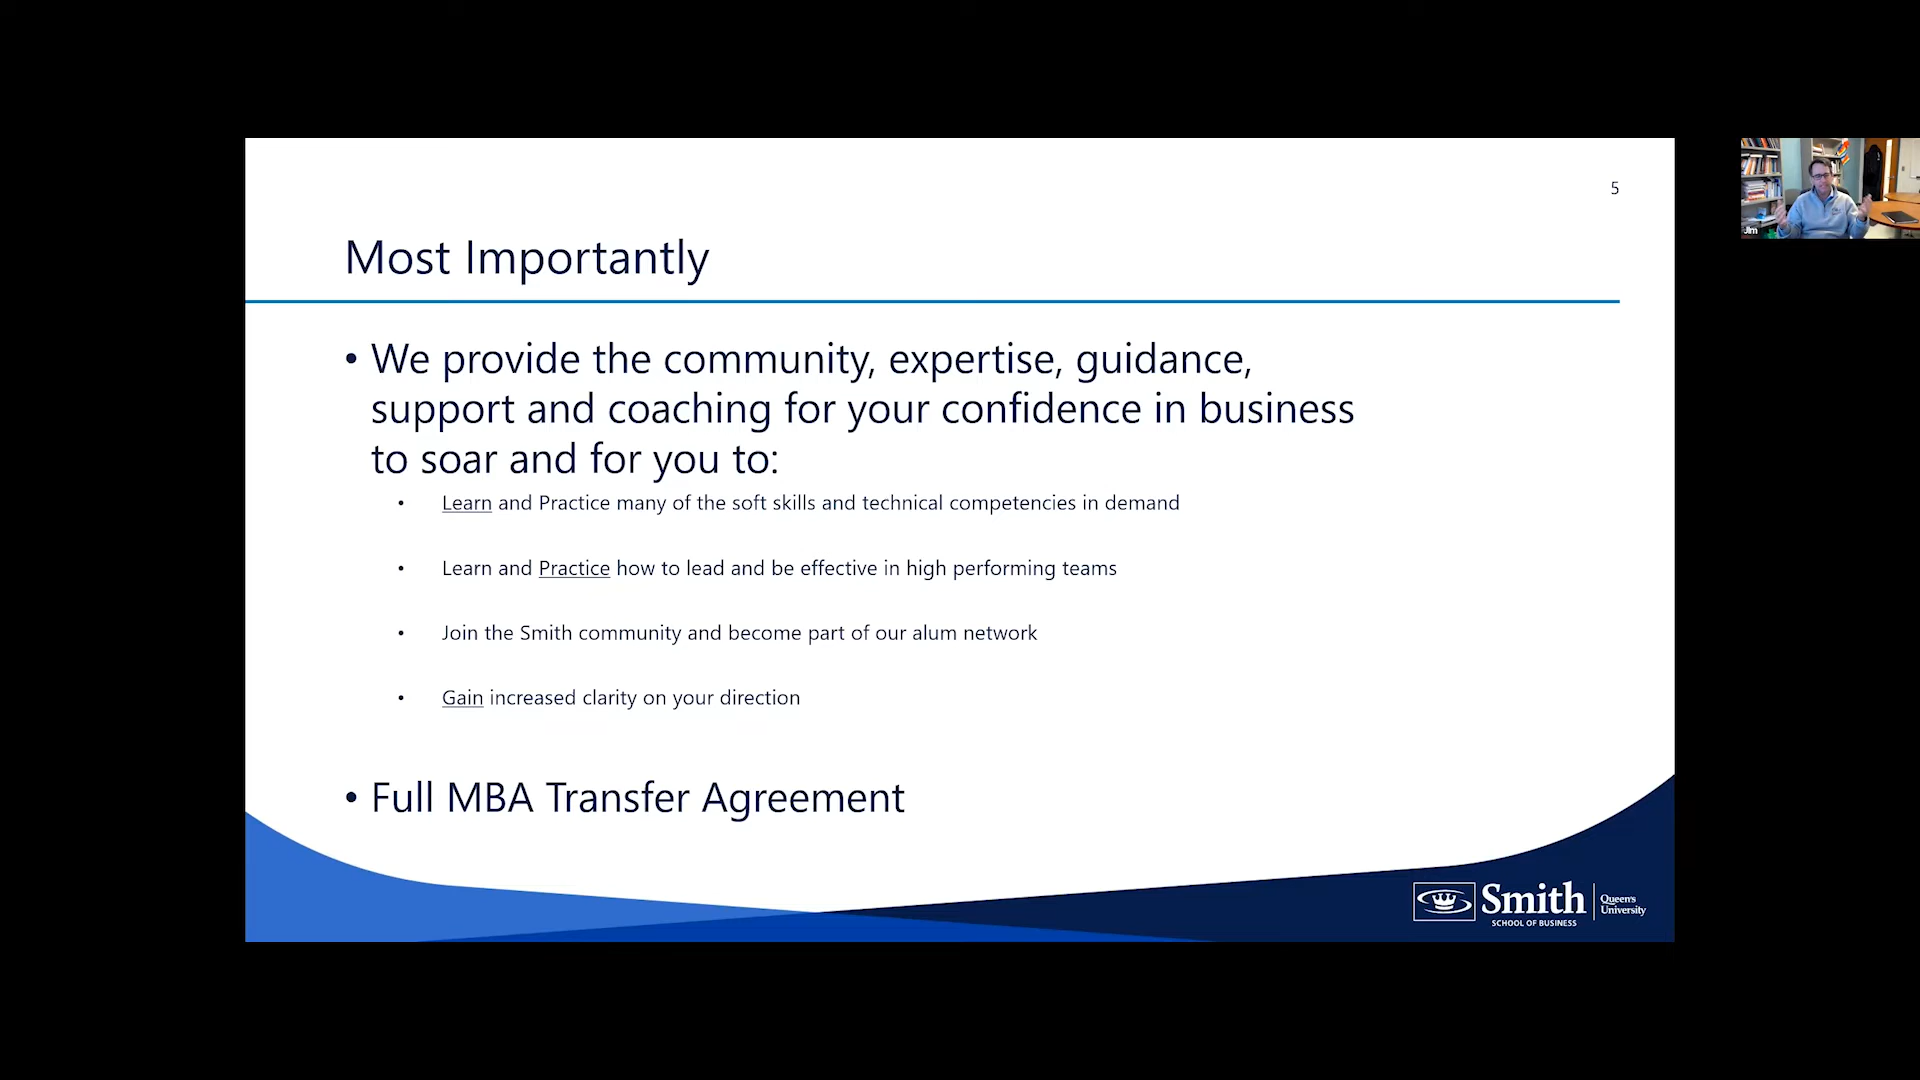 5
Jim
Most Importantly
• We provide the community, expertise, guidance,
support and coaching for your confidence in business
to soar and for you to:
• Learn and Practice many of the soft skills and technical competencies in demand
• Learn and Practice how to lead and be effective in high performing teams
• Join the Smith community and become part of our alum network
• Gain increased clarity on your direction
• Full MBA Transfer Agreement
Smith
SCHOOL OF BUSINESS
Queen's
University